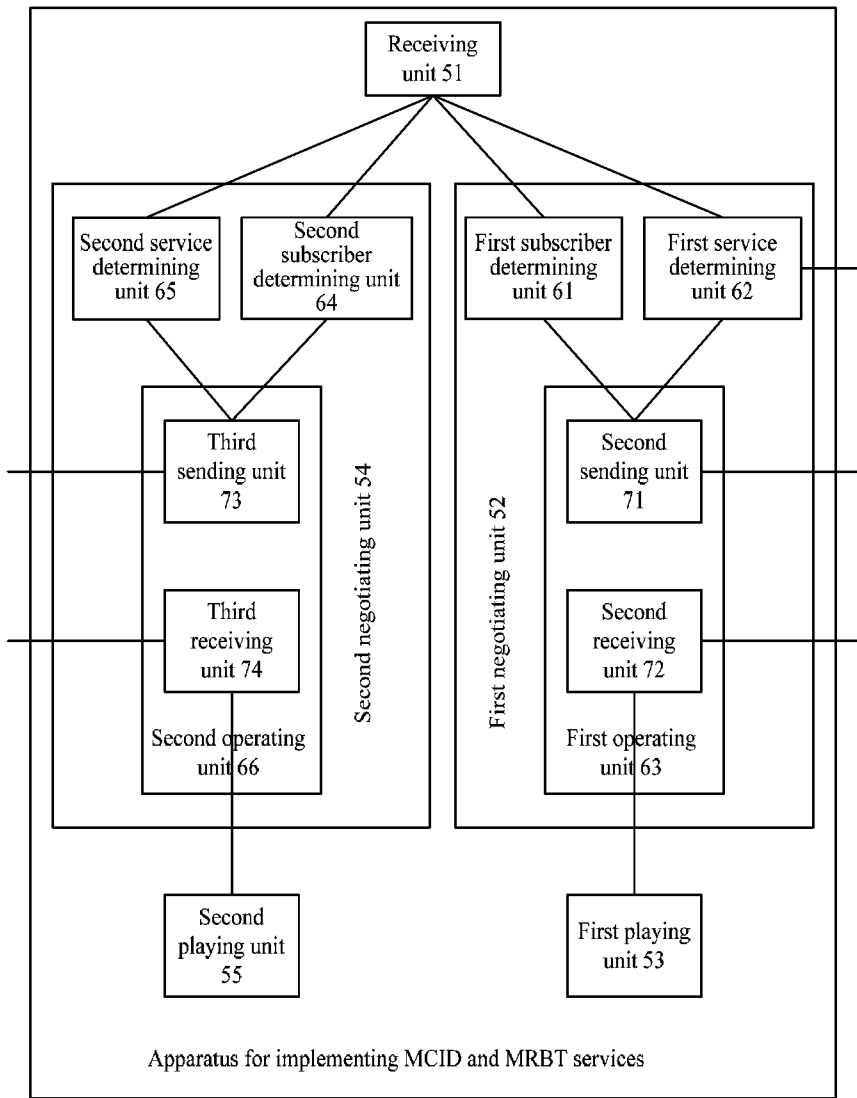 Receiving
unit 51
Second service
determining
unit 65
Second
subscriber
determining unit
64
First subscriber
determining
unit 61
First service
determining
unit 62
Third
sending unit
73
Second negotiating unit 54
Third
receiving
unit 74
Second operating
unit 66
Second
sending unit
71
First negotiating unit 52
Second
receiving
unit 72
First operating
unit 63
Second
playing unit
55
First playing
unit 53
Apparatus for implementing MCID and MRBT services